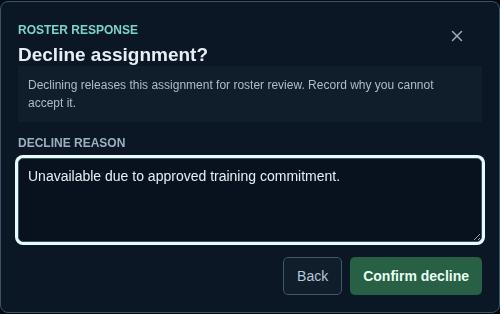 ROSTER RESPONSE
Decline assignment?
Declining releases this assignment for roster review. Record why you cannot
accept it.
DECLINE REASON
Unavailable due to approved training commitment.
Back
Confirm decline